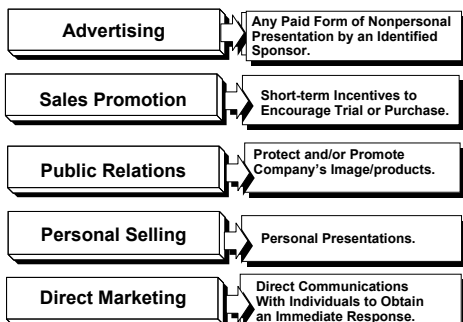 Advertising
Any Paid Form of Nonpersonal
Presentation by an Identified
Sponsor.
Sales Promotion
Short-term Incentives to
Encourage Trial or Purchase.
Public Relations
Protect and/or Promote
Company's Image/products.
Personal Selling
Personal Presentations.
Direct Marketing
Direct Communications
With Individuals to Obtain
an Immediate Response.